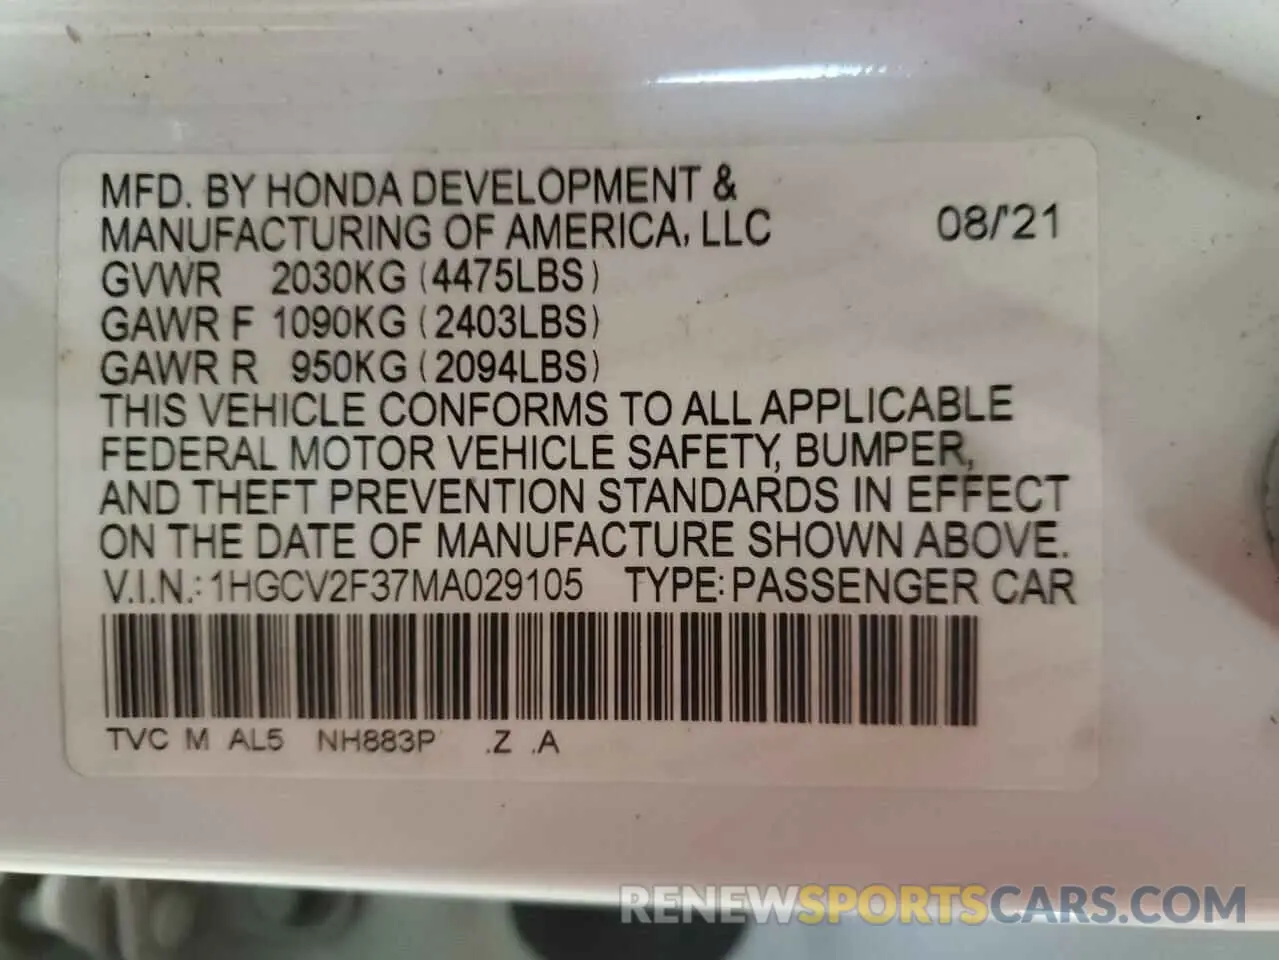 MFD. BY HONDA DEVELOPMENT &
MANUFACTURING OF AMERICA, LLC 08/'21
GVWR 2030KG (4475LBS)
GAWR F 1090KG (2403LBS)
GAWR R 950KG (2094LBS)
THIS VEHICLE CONFORMS TO ALL APPLICABLE
FEDERAL MOTOR VEHICLE SAFETY, BUMPER,
AND THEFT PREVENTION STANDARDS IN EFFECT
ON THE DATE OF MANUFACTURE SHOWN ABOVE.
V.I.N.: 1HGCV2F37MA029105 TYPE: PASSENGER CAR
TVC M AL5 NH883P .Z .A
RENEWSPORTSCARS.COM